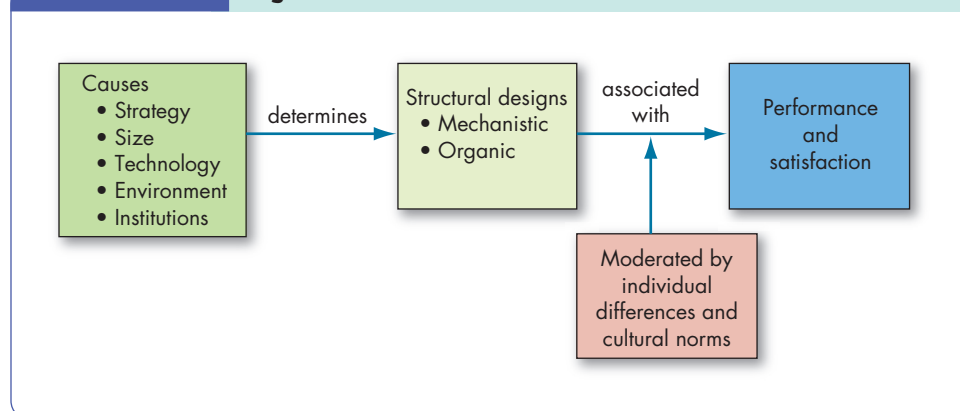 Causes
• Strategy
• Size
• Technology
• Environment
• Institutions
determines
Structural designs
• Mechanistic
• Organic
associated
with
Performance
and
satisfaction
Moderated by
individual
differences and
cultural norms